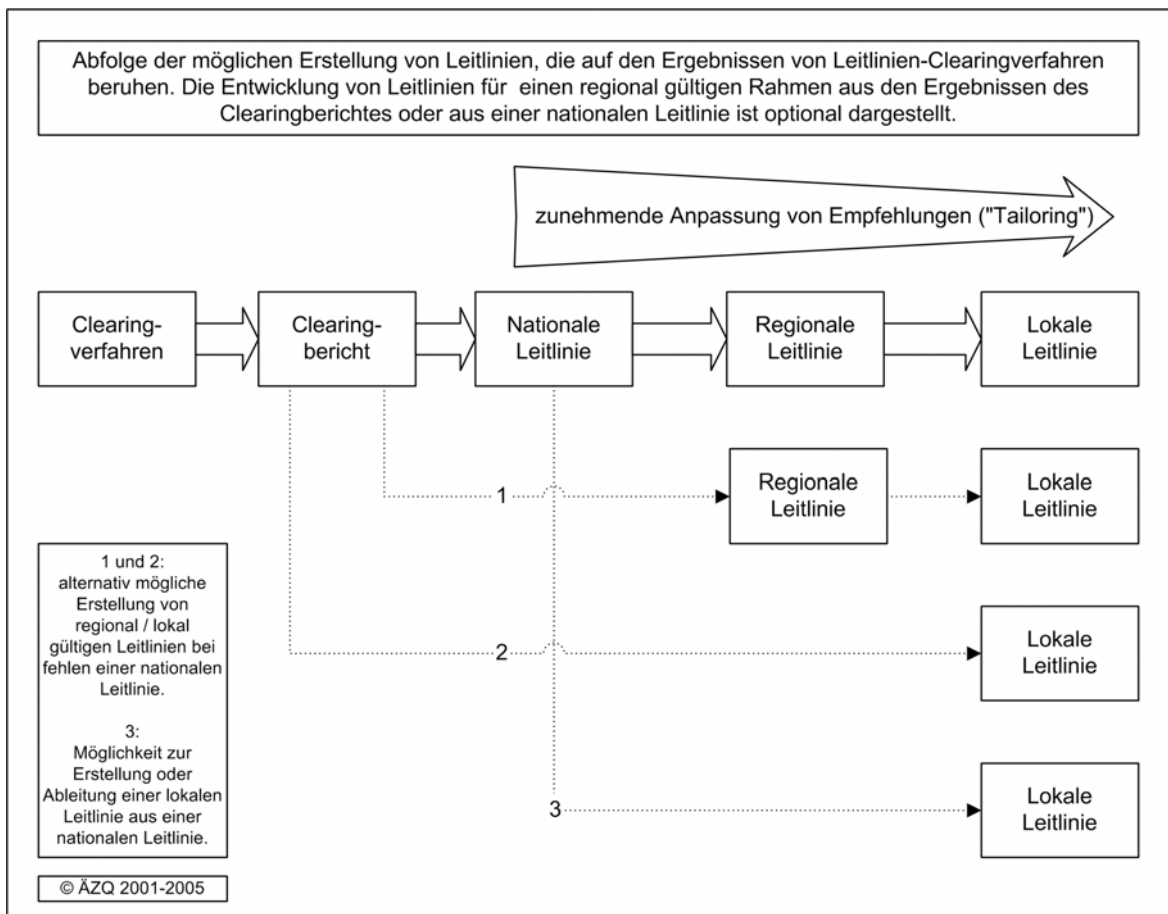 Abfolge der möglichen Erstellung von Leitlinien, die auf den Ergebnissen von Leitlinien-Clearingverfahren
beruhen. Die Entwicklung von Leitlinien für einen regional gültigen Rahmen aus den Ergebnissen des
Clearingberichtes oder aus einer nationalen Leitlinie ist optional dargestellt.
zunehmende Anpassung von Empfehlungen ("Tailoring")
Clearing-
verfahren
Clearing-
bericht
Nationale
Leitlinie
Regionale
Leitlinie
Lokale
Leitlinie
1
Regionale
Leitlinie
Lokale
Leitlinie
1 und 2:
alternativ mögliche
Erstellung von
regional / lokal
gültigen Leitlinien bei
fehlen einer nationalen
Leitlinie.
3:
Möglichkeit zur
Erstellung oder
Ableitung einer lokalen
Leitlinie aus einer
nationalen Leitlinie.
2
Lokale
Leitlinie
3
Lokale
Leitlinie
© ÄZQ 2001-2005